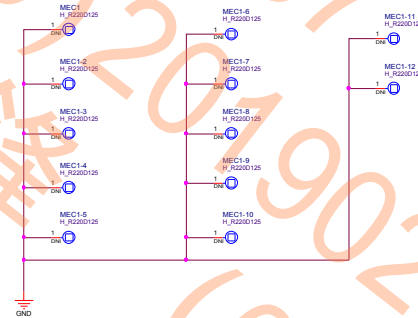 MEC1
H_R220D125
1
DNI
MEC1-2
H_R220D125
1
DNI
MEC1-3
H_R220D125
1
DNI
MEC1-4
H_R220D125
1
DNI
MEC1-5
H_R220D125
1
DNI
GND
MEC1-6
H_R220D125
1
DNI
MEC1-7
H_R220D125
1
DNI
MEC1-8
H_R220D125
1
DNI
MEC1-9
H_R220D125
1
DNI
MEC1-10
H_R220D125
1
DNI
MEC1-11
H_R220D12
1
DNI
MEC1-12
H_R220D12
1
DNI
201902